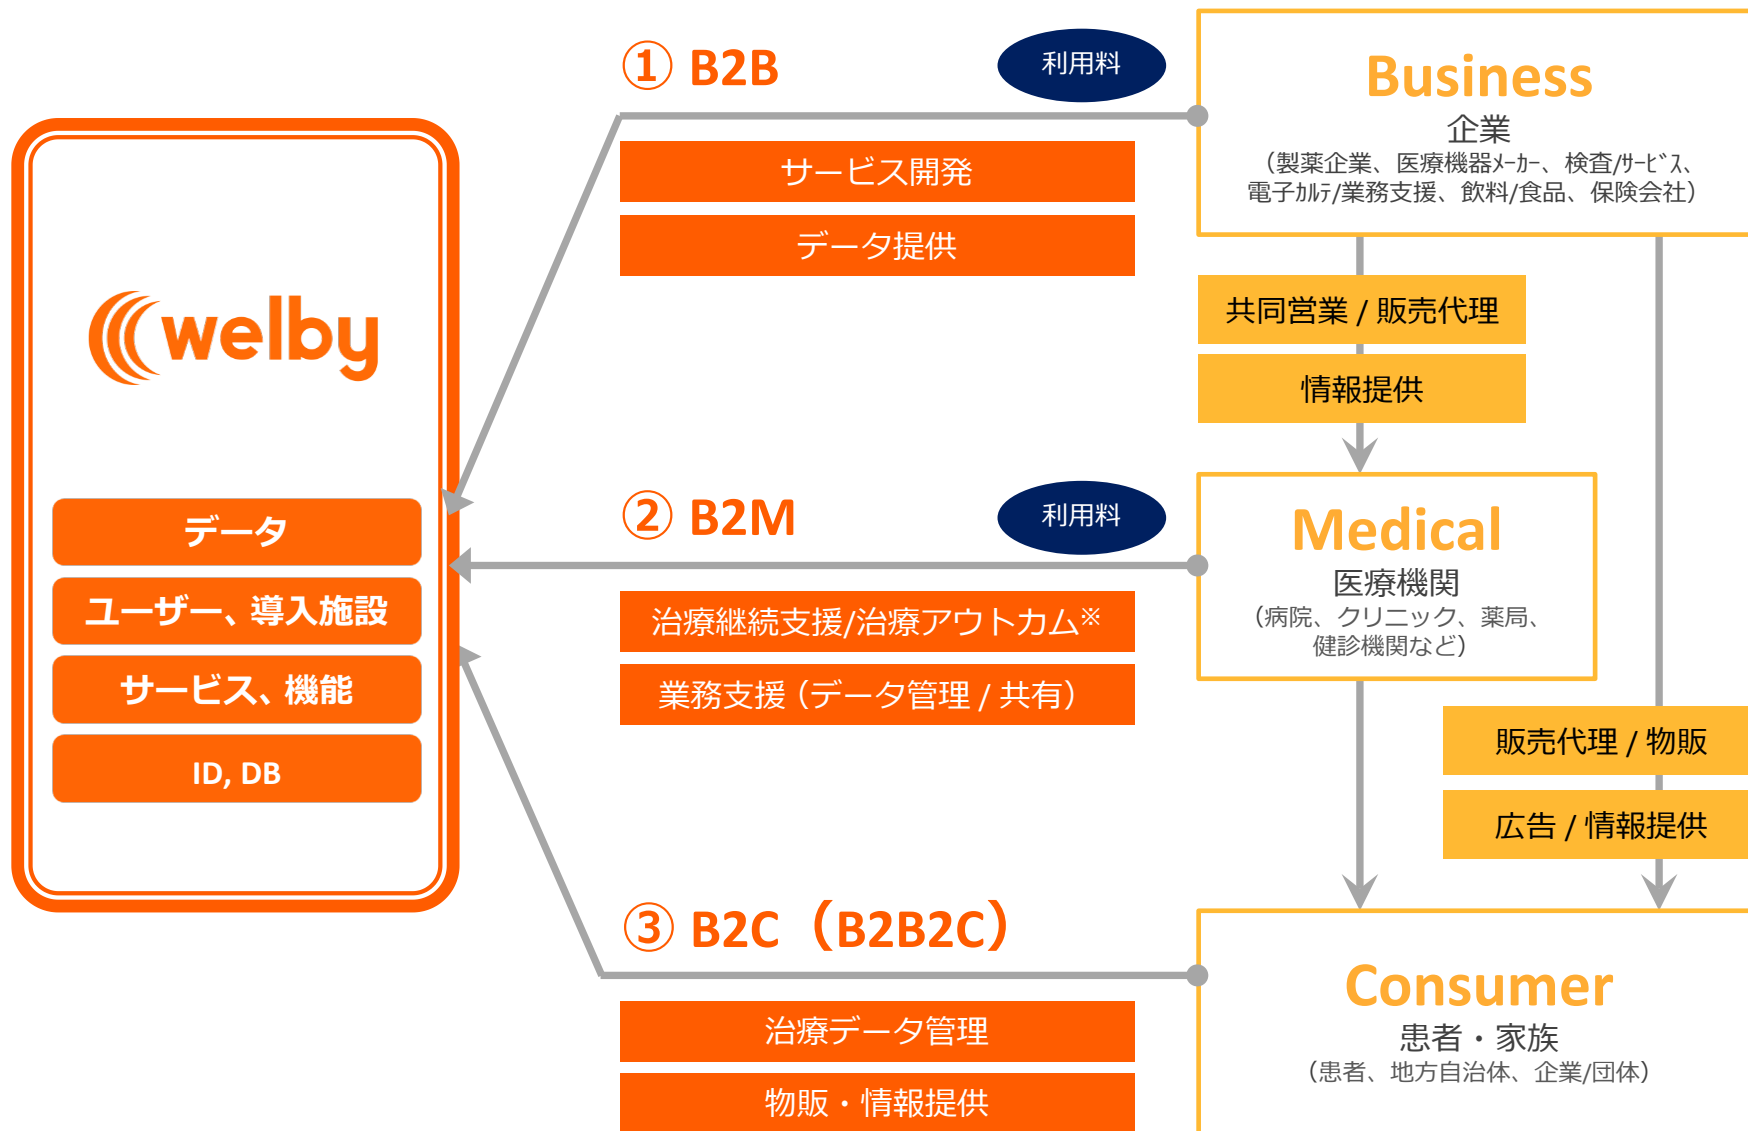 welby
データ
ユーザー、導入施設
サービス、機能
ID, DB
① B2B
利用料
サービス開発
データ提供
② B2M
利用料
治療継続支援/治療アウトカム※
業務支援（データ管理 / 共有）
③ B2C（B2B2C）
治療データ管理
物販・情報提供
Business
企業
（製薬企業、医療機器ﾒｰｶｰ、検査/ｻｰﾋﾞｽ、
電子ｶﾙﾃ/業務支援、飲料/食品、保険会社）
共同営業 / 販売代理
情報提供
Medical
医療機関
（病院、クリニック、薬局、
健診機関など）
販売代理 / 物販
広告 / 情報提供
Consumer
患者・家族
（患者、地方自治体、企業/団体）